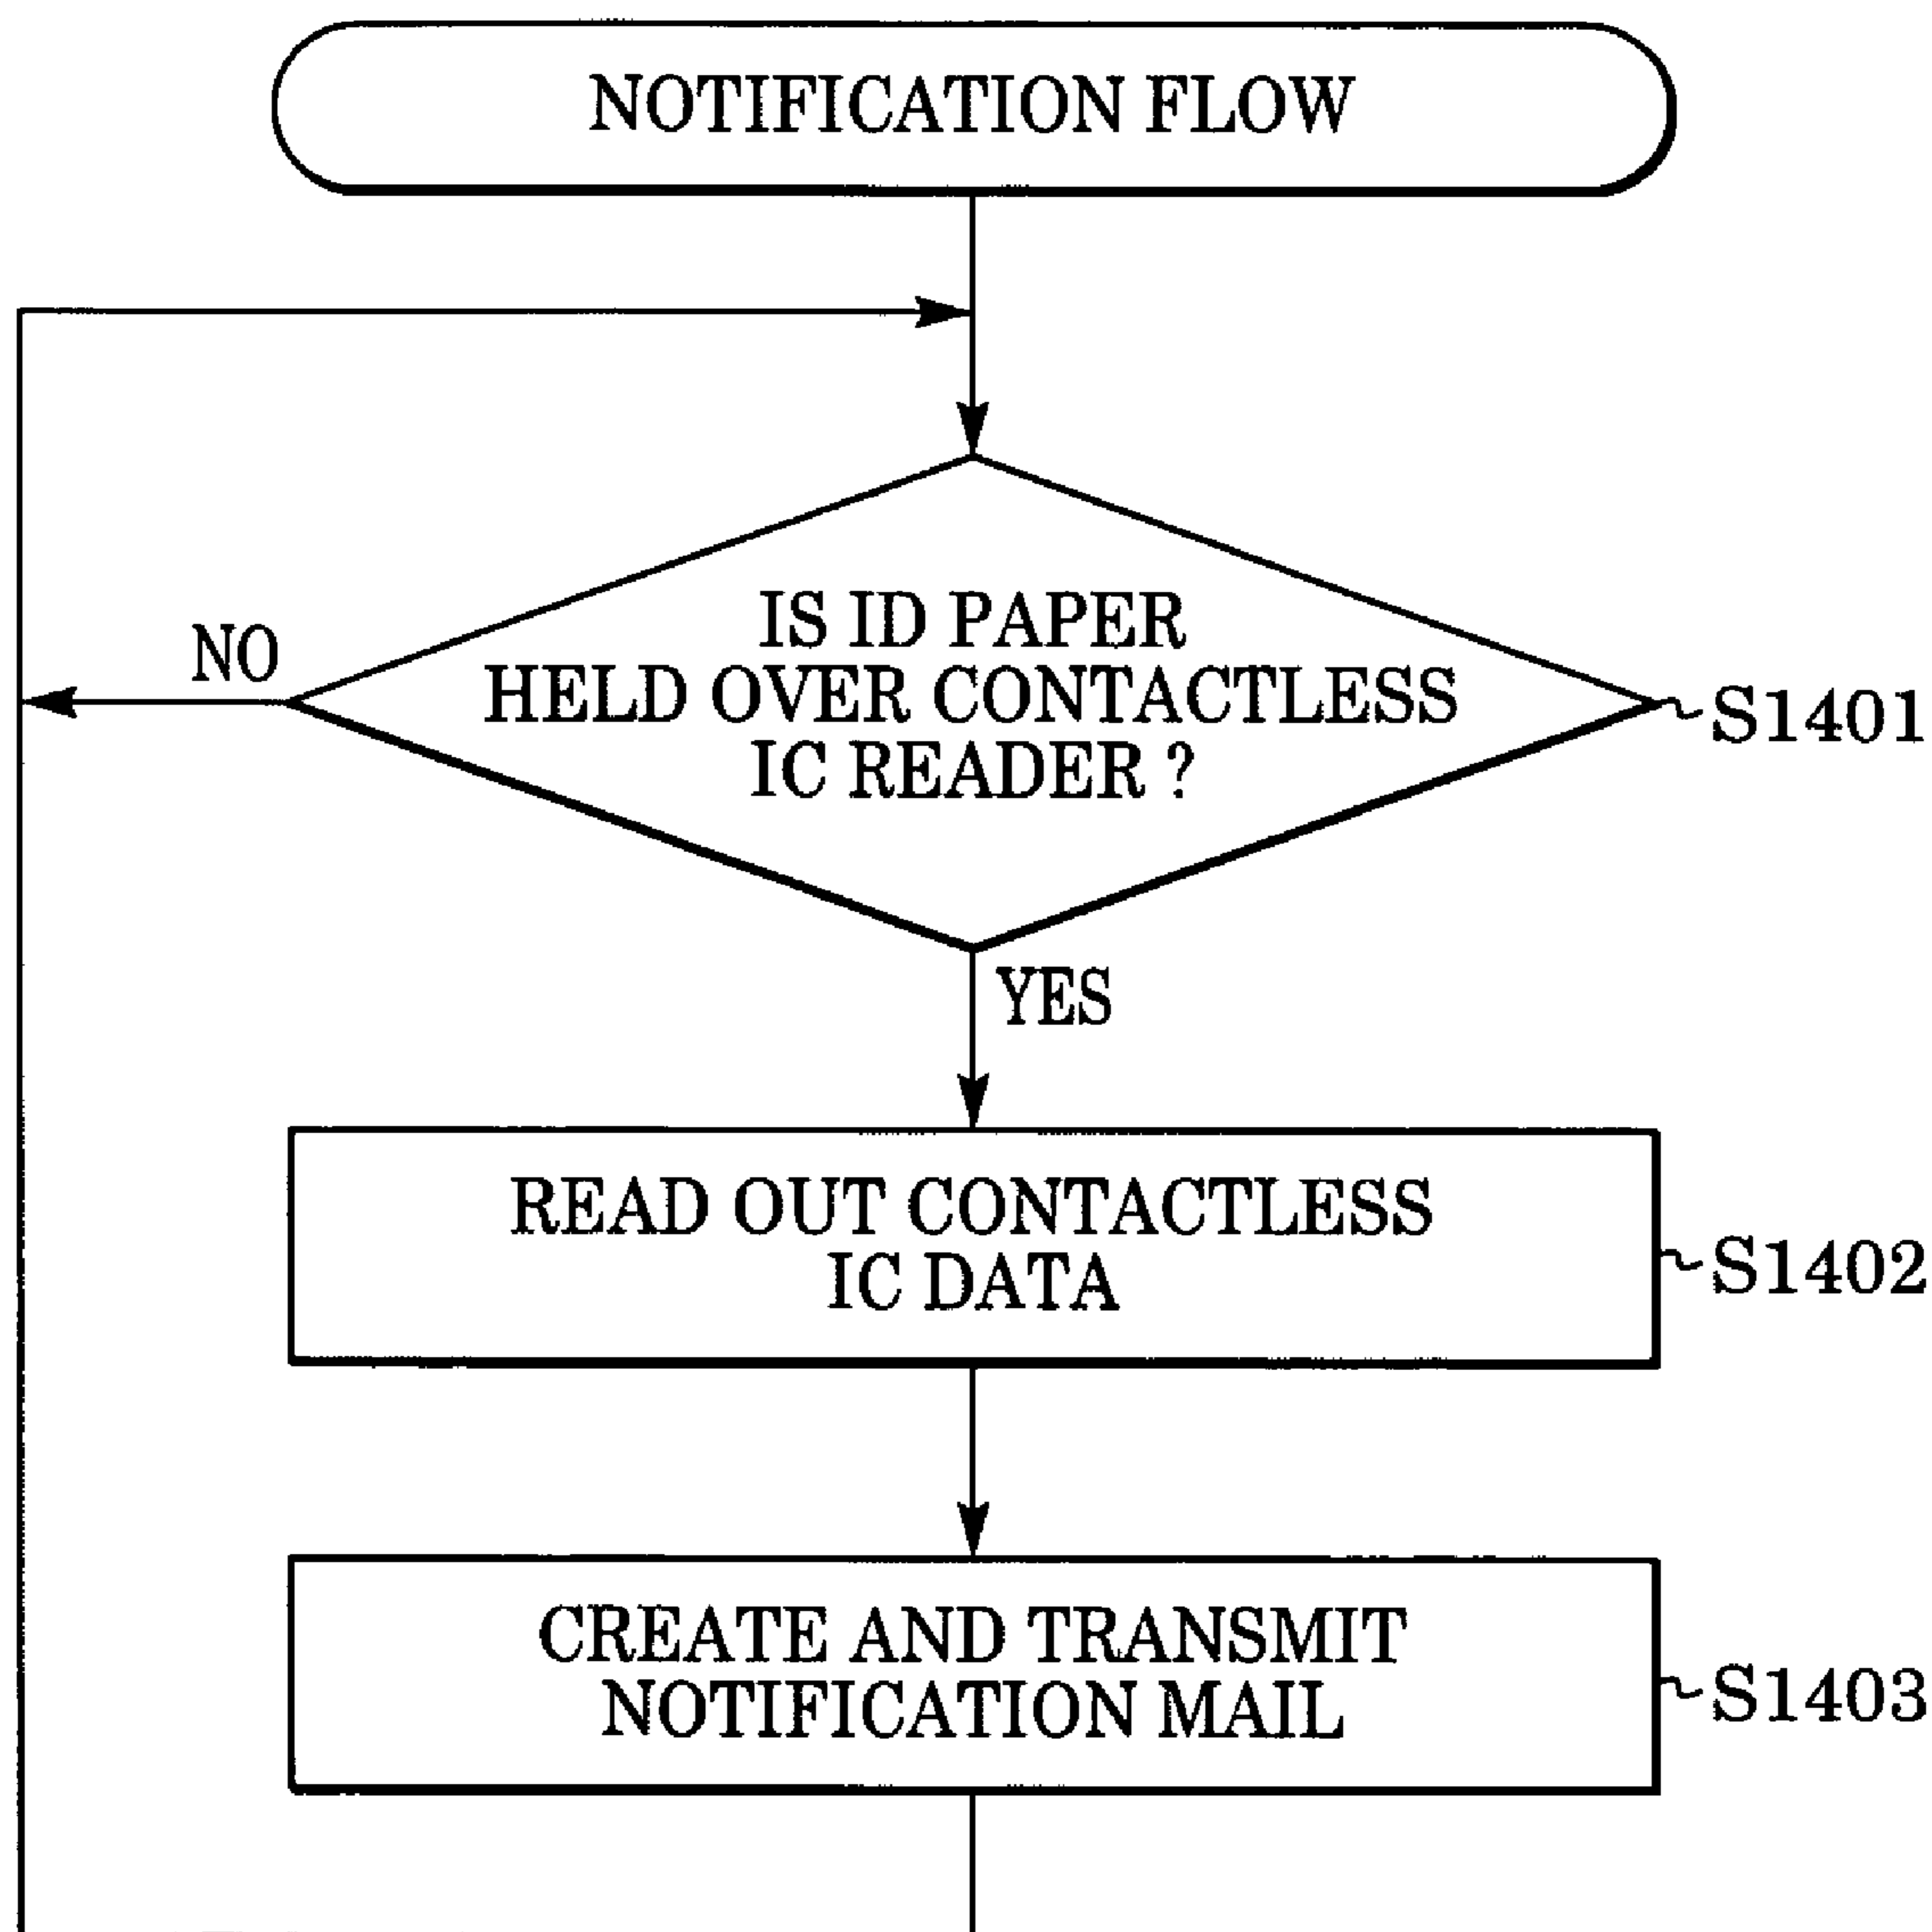 NOTIFICATION FLOW
IS ID PAPER
HELD OVER CONTACTLESS
IC READER ?
NO
S1401
YES
READ OUT CONTACTLESS
IC DATA
S1402
CREATE AND TRANSMIT
NOTIFICATION MAIL
S1403